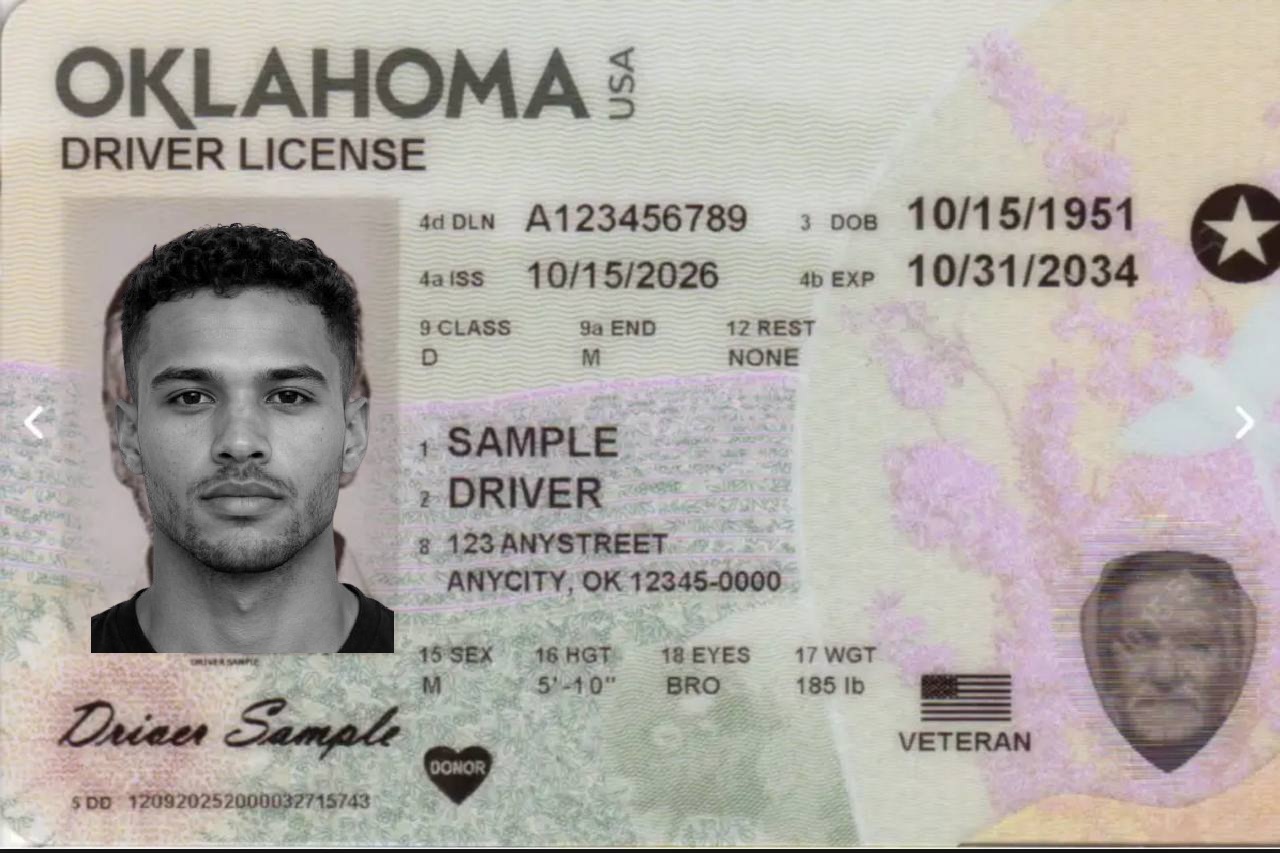 OKLAHOMA USA
DRIVER LICENSE
4d DLN A123456789 3 DOB 10/15/1951
4a ISS 10/15/2026 4b EXP 10/31/2034
9 CLASS 9a END 12 REST
D M NONE
1 SAMPLE
2 DRIVER
8 123 ANYSTREET
ANYCITY, OK 12345-0000
15 SEX 16 HGT 18 EYES 17 WGT
M 5'-10" BRO 185 lb
DRIVER SAMPLE
Driver Sample
DONOR
VETERAN
5 DD 120920252000032715743